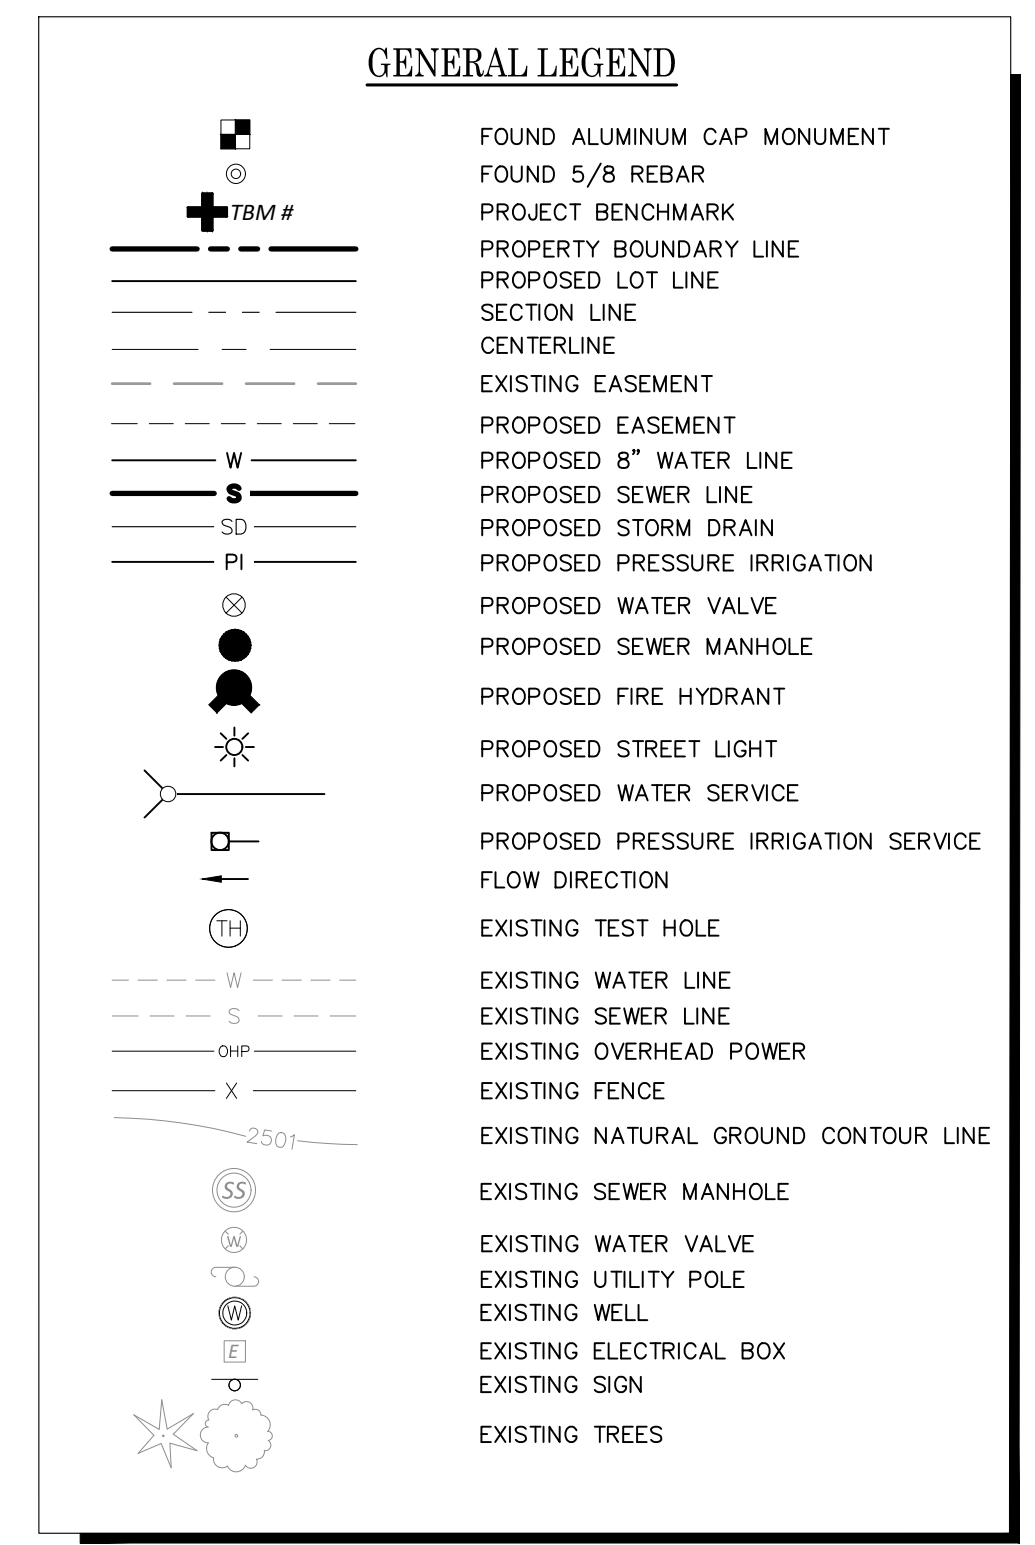 GENERAL LEGEND
FOUND ALUMINUM CAP MONUMENT
FOUND 5/8 REBAR
TBM # PROJECT BENCHMARK
PROPERTY BOUNDARY LINE
PROPOSED LOT LINE
SECTION LINE
CENTERLINE
EXISTING EASEMENT
PROPOSED EASEMENT
W PROPOSED 8” WATER LINE
S PROPOSED SEWER LINE
SD PROPOSED STORM DRAIN
PI PROPOSED PRESSURE IRRIGATION
PROPOSED WATER VALVE
PROPOSED SEWER MANHOLE
PROPOSED FIRE HYDRANT
PROPOSED STREET LIGHT
PROPOSED WATER SERVICE
PROPOSED PRESSURE IRRIGATION SERVICE
FLOW DIRECTION
TH EXISTING TEST HOLE
W EXISTING WATER LINE
S EXISTING SEWER LINE
OHP EXISTING OVERHEAD POWER
X EXISTING FENCE
2501 EXISTING NATURAL GROUND CONTOUR LINE
SS EXISTING SEWER MANHOLE
W EXISTING WATER VALVE
EXISTING UTILITY POLE
W EXISTING WELL
E EXISTING ELECTRICAL BOX
EXISTING SIGN
EXISTING TREES